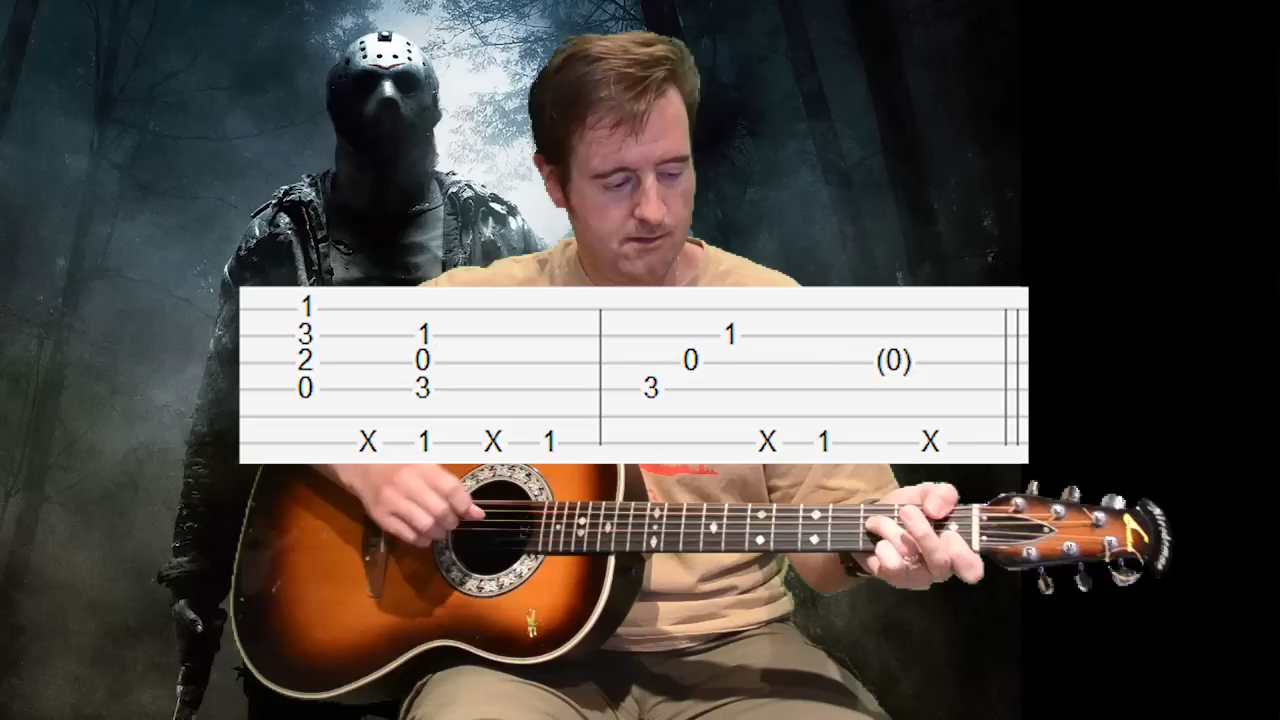 1
3 1 1
2 0 0 (0)
0 3 3
X 1 X 1 X 1 X